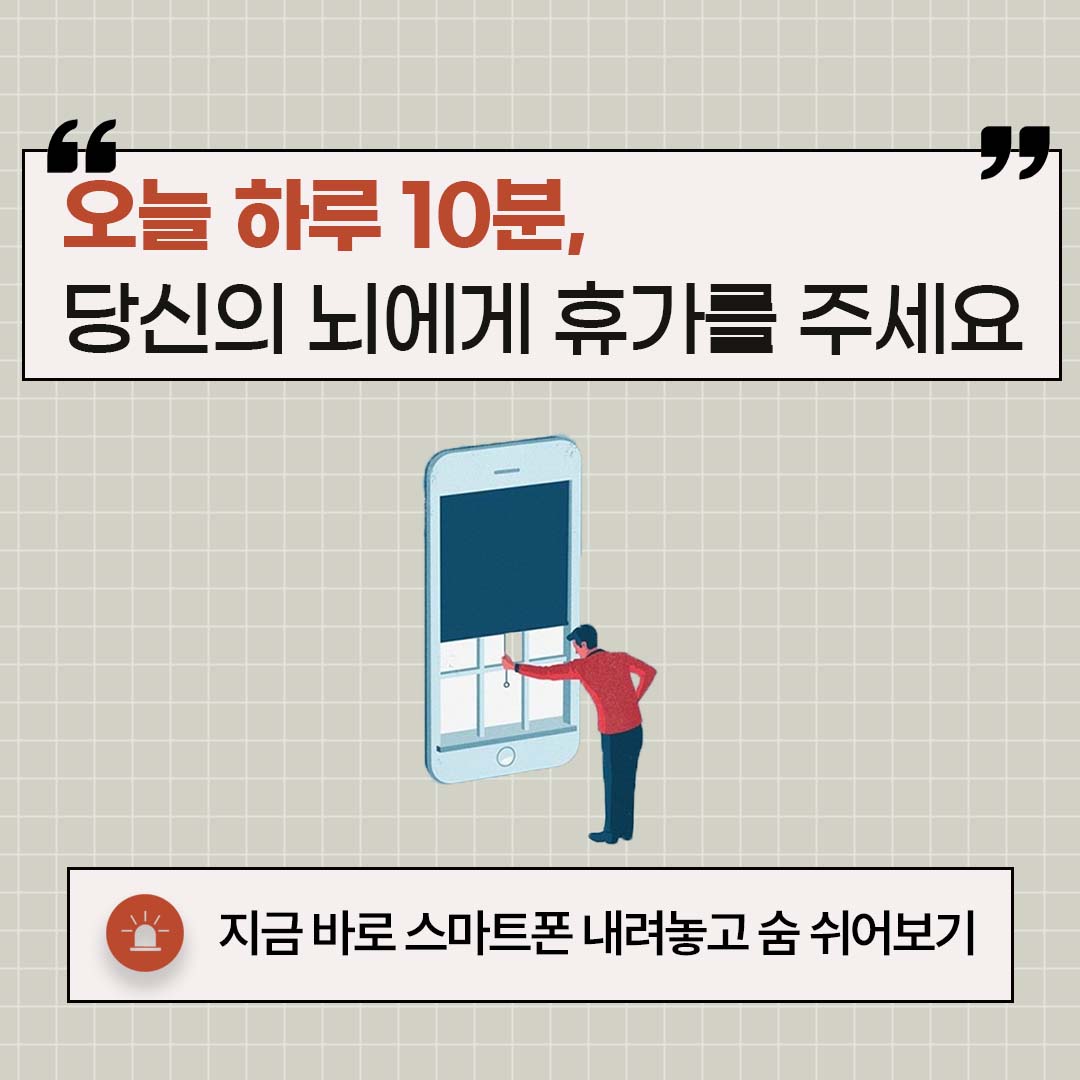 “
”
오늘 하루 10분,
당신의 뇌에게 휴가를 주세요
지금 바로 스마트폰 내려놓고 숨 쉬어보기